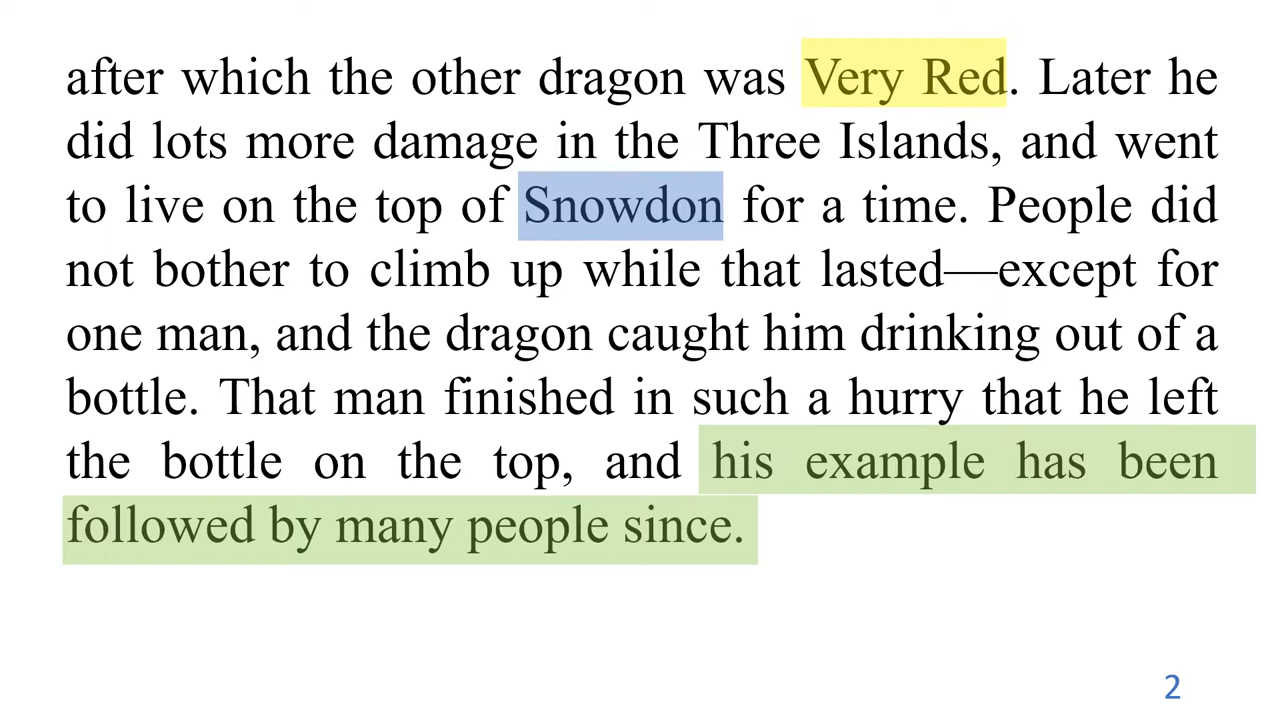 after which the other dragon was Very Red. Later he
did lots more damage in the Three Islands, and went
to live on the top of Snowdon for a time. People did
not bother to climb up while that lasted—except for
one man, and the dragon caught him drinking out of a
bottle. That man finished in such a hurry that he left
the bottle on the top, and his example has been
followed by many people since.
2